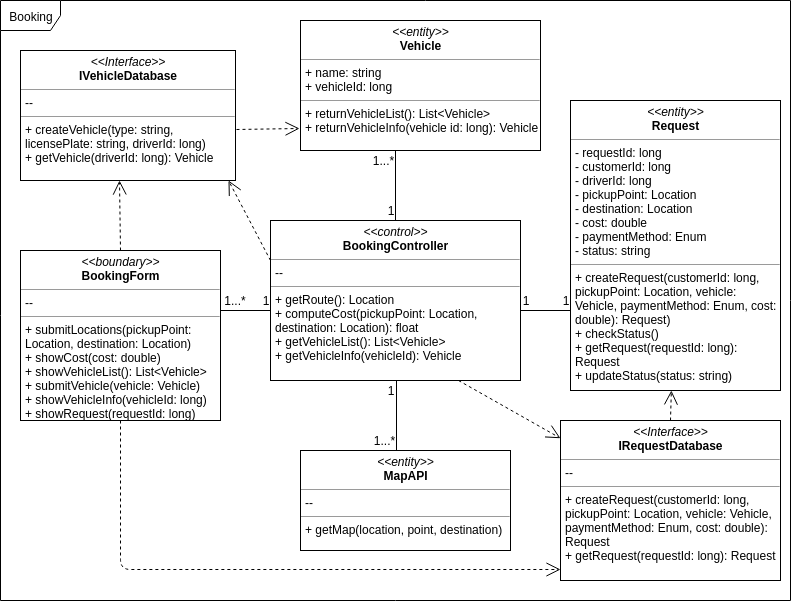 Booking
<<Interface>>
IVehicleDatabase
--
+ createVehicle(type: string,
licensePlate: string, driverId: long)
+ getVehicle(driverId: long): Vehicle
<<entity>>
Vehicle
+ name: string
+ vehicleId: long
+ returnVehicleList(): List<Vehicle>
+ returnVehicleInfo(vehicle id: long): Vehicle
<<entity>>
Request
- requestId: long
- customerId: long
- driverId: long
- pickupPoint: Location
- destination: Location
- cost: double
- paymentMethod: Enum
- status: string
+ createRequest(customerId: long,
pickupPoint: Location, vehicle:
Vehicle, paymentMethod: Enum, cost:
double): Request)
+ checkStatus()
+ getRequest(requestId: long):
Request
+ updateStatus(status: string)
1...*
1
<<control>>
BookingController
--
+ getRoute(): Location
+ computeCost(pickupPoint: Location,
destination: Location): float
+ getVehicleList(): List<Vehicle>
+ getVehicleInfo(vehicleId): Vehicle
<<boundary>>
BookingForm
--
+ submitLocations(pickupPoint:
Location, destination: Location)
+ showCost(cost: double)
+ showVehicleList(): List<Vehicle>
+ submitVehicle(vehicle: Vehicle)
+ showVehicleInfo(vehicleId: long)
+ showRequest(requestId: long)
1...*
1
1
1
1
1...*
<<entity>>
MapAPI
--
+ getMap(location, point, destination)
<<Interface>>
IRequestDatabase
--
+ createRequest(customerId: long,
pickupPoint: Location, vehicle: Vehicle,
paymentMethod: Enum, cost: double):
Request
+ getRequest(requestId: long): Request